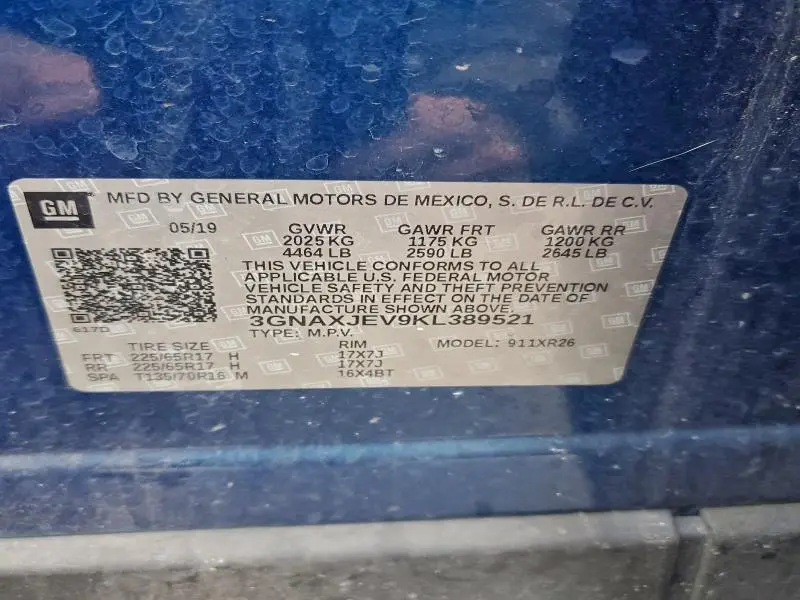 GM MFD BY GENERAL MOTORS DE MEXICO, S. DE R.L. DE C.V.
05/19 GVWR GAWR FRT GAWR RR
2025 KG 1175 KG 1200 KG
4464 LB 2590 LB 2645 LB
THIS VEHICLE CONFORMS TO ALL
APPLICABLE U.S. FEDERAL MOTOR
VEHICLE SAFETY AND THEFT PREVENTION
STANDARDS IN EFFECT ON THE DATE OF
MANUFACTURE SHOWN ABOVE.
617D 3GNAXJEV9KL389521
TYPE: M.P.V. MODEL: 911XR26
TIRE SIZE RIM
FRT 225/65R17 H 17X7J
RR 225/65R17 H 17X7J
SPA T135/70R16 M 16X4BT